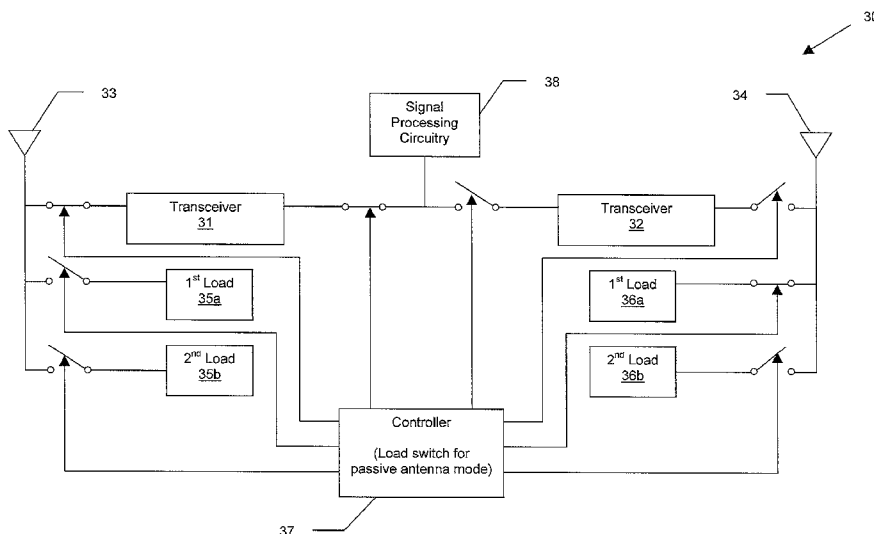 30
33
38
34
Signal
Processing
Circuitry
Transceiver
31
Transceiver
32
1st Load
35a
1st Load
36a
2nd Load
35b
2nd Load
36b
Controller
(Load switch for
passive antenna mode)
37